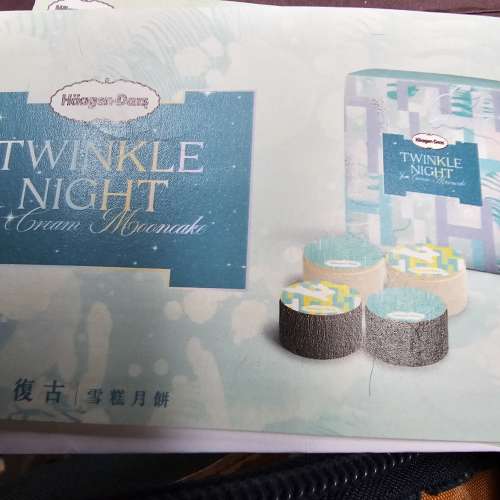 Häagen-Dazs
TWINKLE
NIGHT
Cream Mooncake
復古 | 雪糕月餅
Häagen-Dazs
TWINKLE
NIGHT
Ice Cream Mooncake